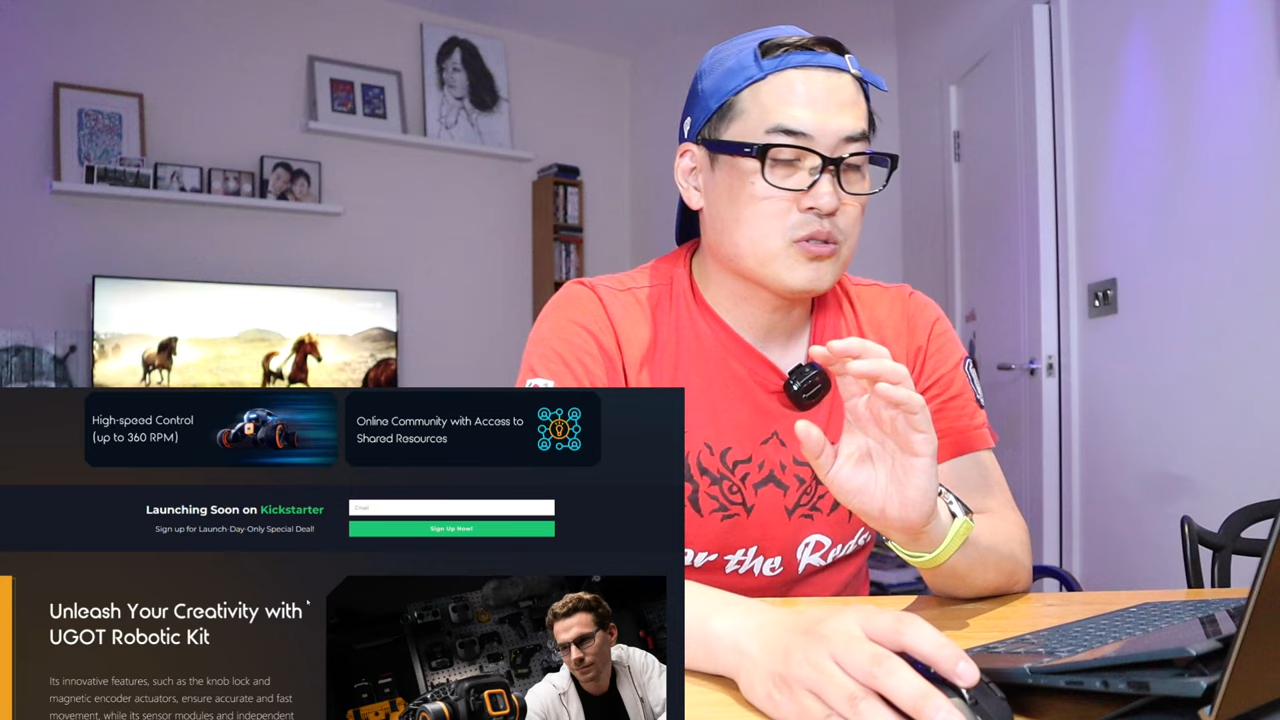 High-speed Control
(up to 360 RPM)
Online Community with Access to
Shared Resources
Launching Soon on Kickstarter
Sign up for Launch-Day-Only Special Deal!
Email
Sign Up Now!
Unleash Your Creativity with
UGOT Robotic Kit
Its innovative features, such as the knob lock and
magnetic encoder actuators, ensure accurate and fast
movement, while its sensor modules and independent
the Reds